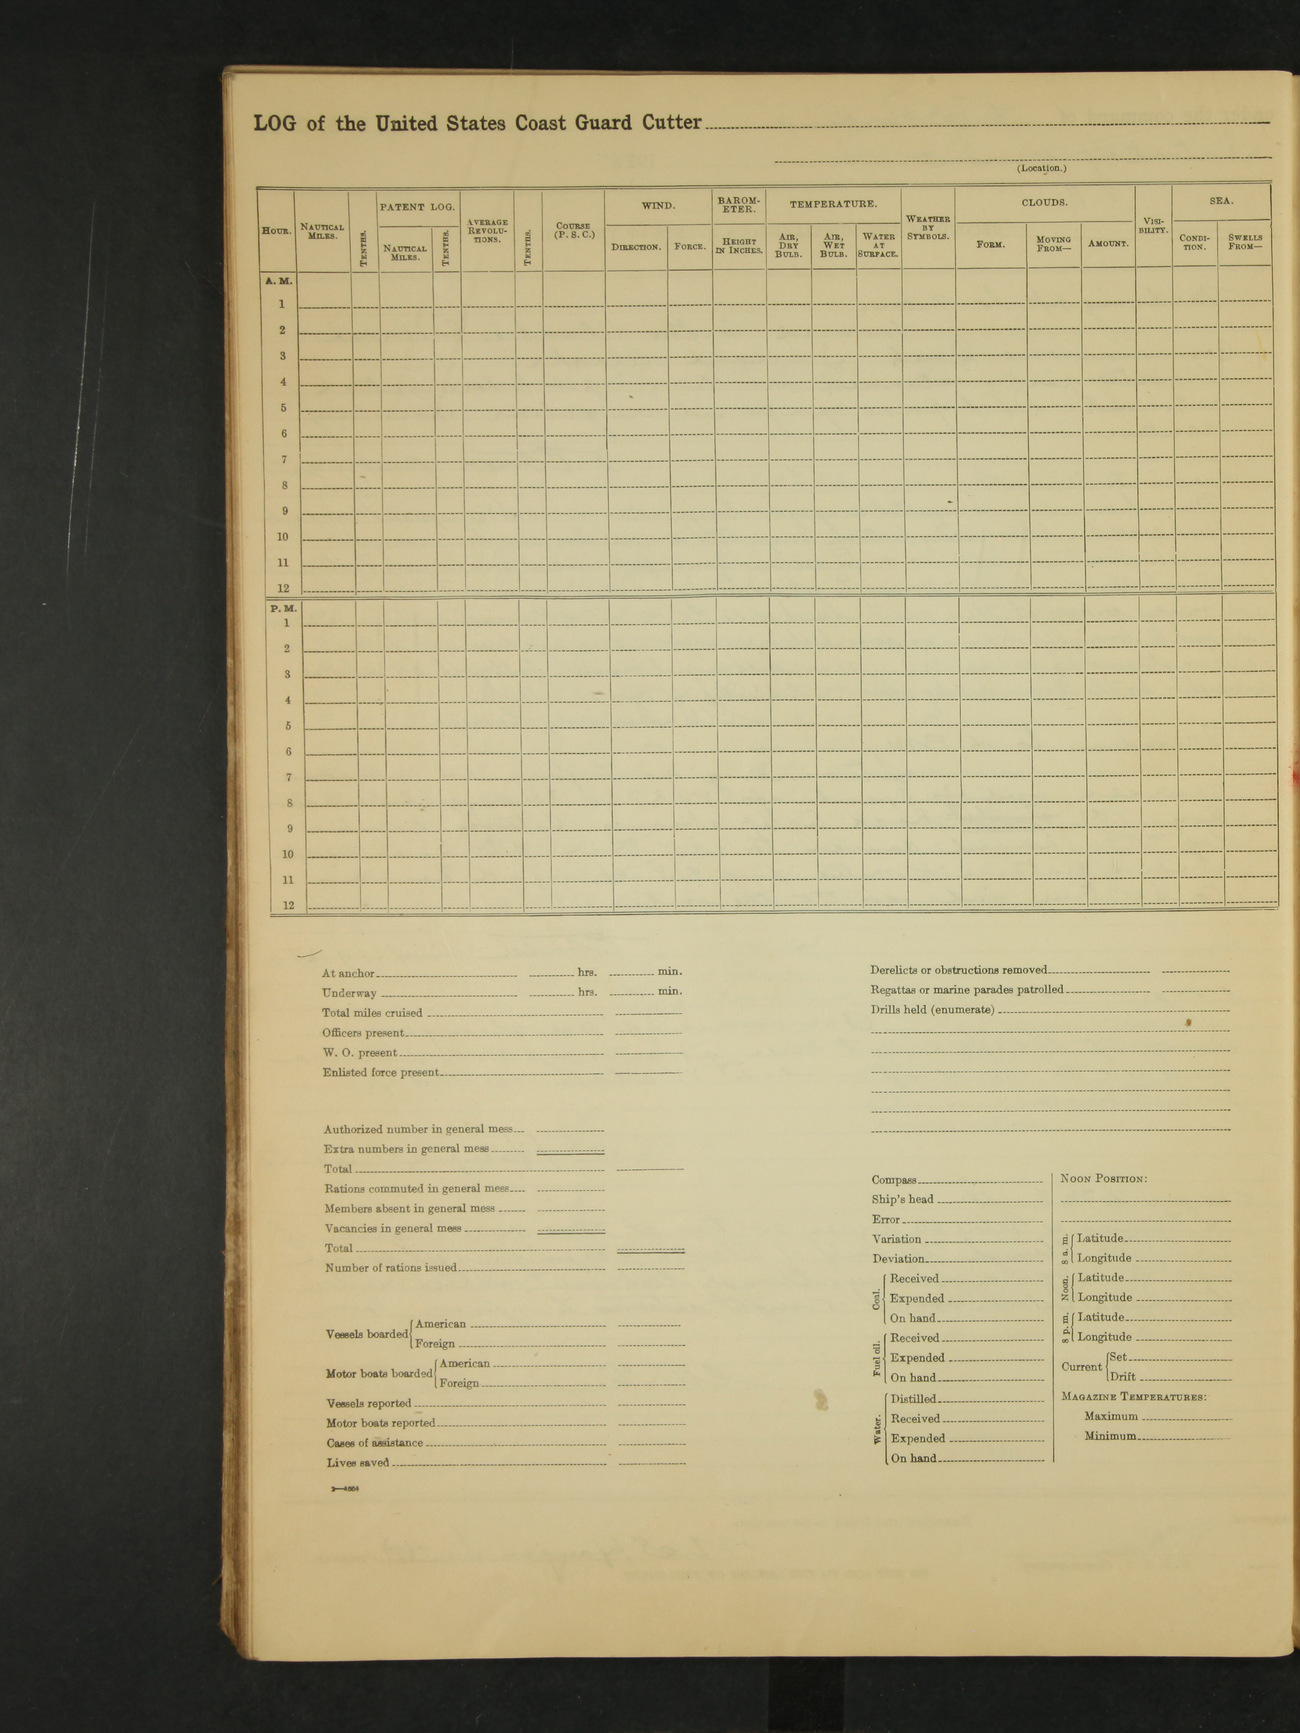 LOG of the United States Coast Guard Cutter
(Location.)
HOUR. NAUTICAL MILES. TENTHS. PATENT LOG. NAUTICAL MILES. TENTHS. AVERAGE REVOLU-TIONS. TENTHS. COURSE (P. S. C.) WIND. DIRECTION. FORCE. BAROM-ETER. HEIGHT IN INCHES. TEMPERATURE. AIR, DRY BULB. AIR, WET BULB. WATER AT SURFACE. WEATHER BY SYMBOLS. CLOUDS. FORM. MOVING FROM— AMOUNT. VISI-BILITY. SEA. CONDI-TION. SWELLS FROM—
A. M.
1
2
3
4
5
6
7
8
9
10
11
12
P. M.
1
2
3
4
5
6
7
8
9
10
11
12
At anchor hrs. min.
Underway hrs. min.
Total miles cruised
Officers present
W. O. present
Enlisted force present
Authorized number in general mess
Extra numbers in general mess
Total
Rations commuted in general mess
Members absent in general mess
Vacancies in general mess
Total
Number of rations issued
Vessels boarded
American
Foreign
Motor boats boarded
American
Foreign
Vessels reported
Motor boats reported
Cases of assistance
Lives saved
2—4664
Derelicts or obstructions removed
Regattas or marine parades patrolled
Drills held (enumerate)
Compass
Ship's head
Error
Variation
Deviation
Coal.
Received
Expended
On hand
Fuel oil.
Received
Expended
On hand
Water.
Distilled
Received
Expended
On hand
NOON POSITION:
8 a. m.
Latitude
Longitude
Noon.
Latitude
Longitude
8 p. m.
Latitude
Longitude
Current
Set
Drift
MAGAZINE TEMPERATURES:
Maximum
Minimum